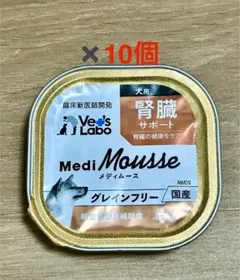 ×10個
犬用
臨床獣医師開発
腎臓
サポート
Vet's
Labo
腎臓の健康をケア
Medi Mousse
メディムース
グレインフリー
国産